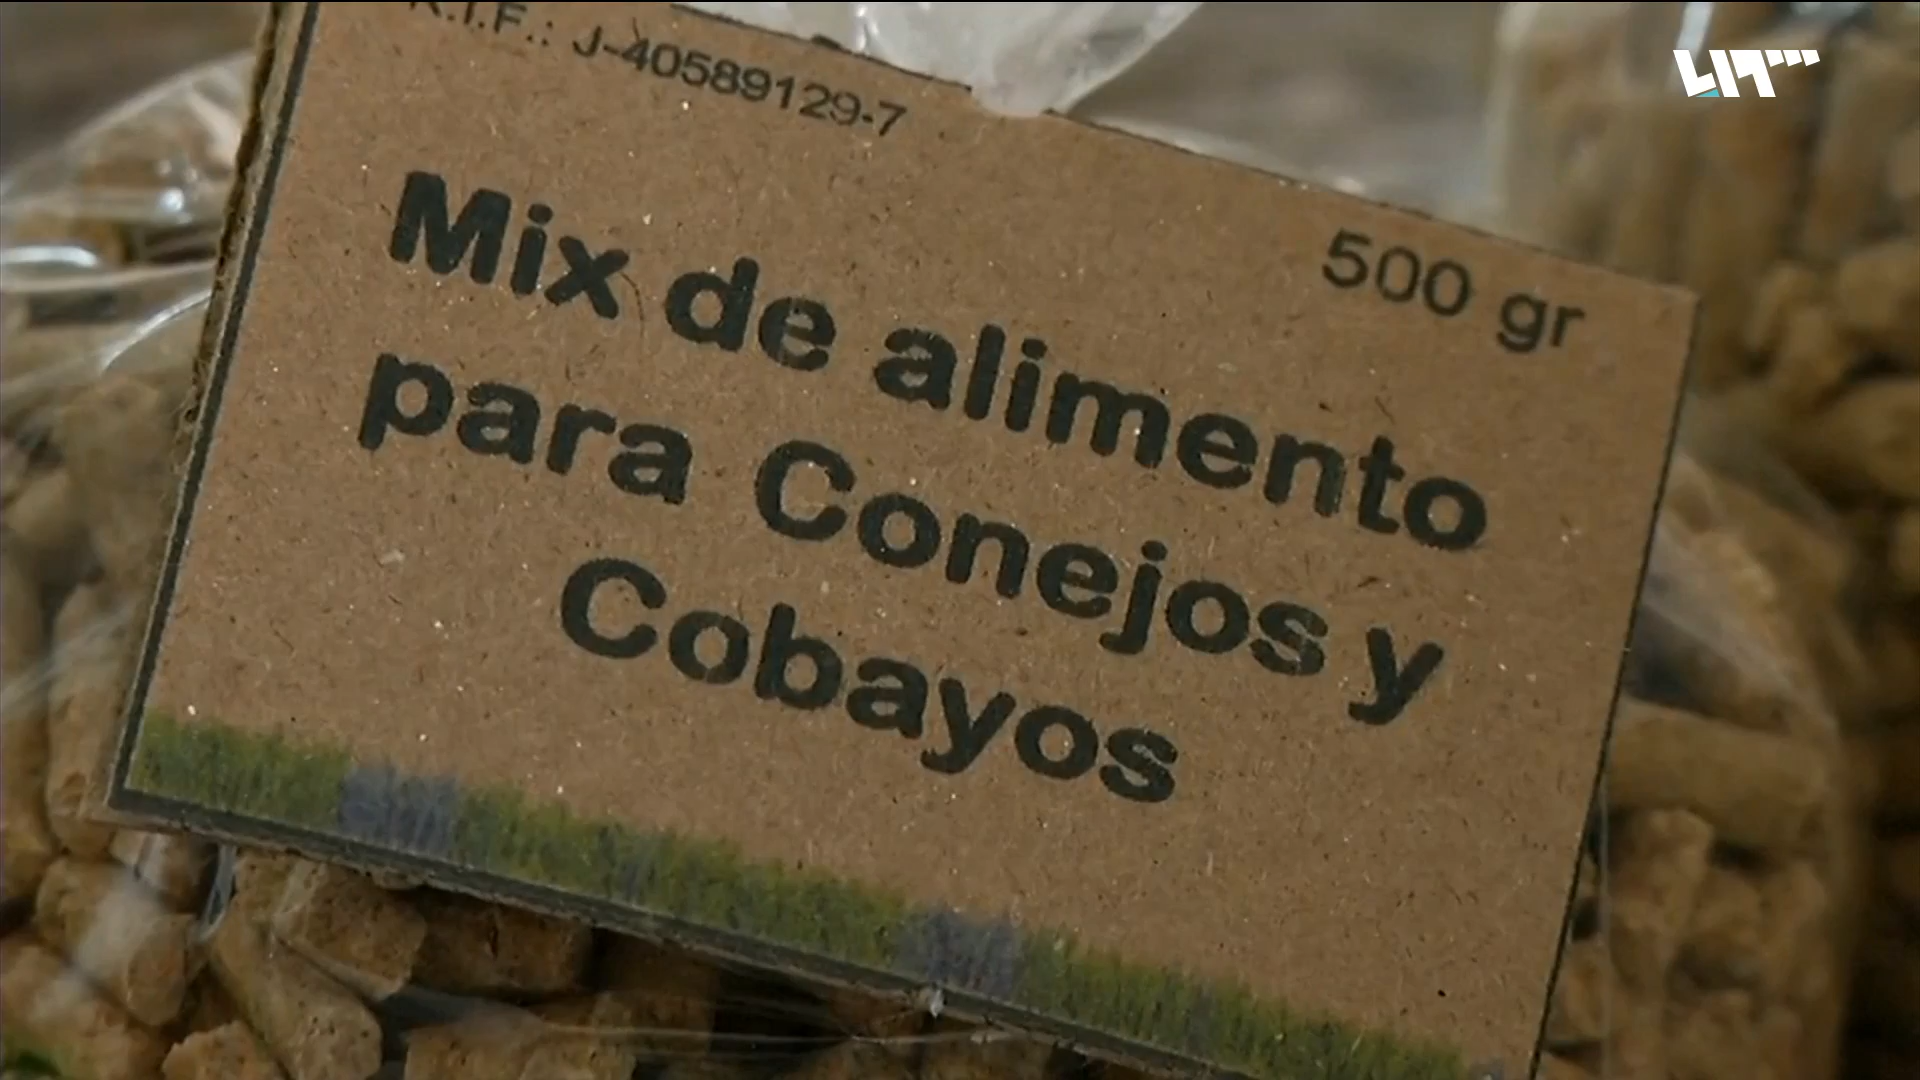 R.I.F.: J-40589129-7
500 gr
Mix de alimento
para Conejos y
Cobayos